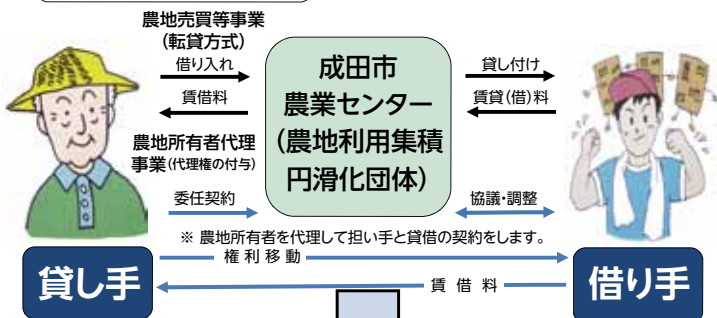 農地売買等事業
(転貸方式)
借り入れ
賃借料
農地所有者代理
事業(代理権の付与)
委任契約
成田市
農業センター
(農地利用集積
円滑化団体)
貸し付け
賃貸(借)料
協議・調整
※ 農地所有者を代理して担い手と貸借の契約をします。
権利移動
賃借料
貸し手
借り手